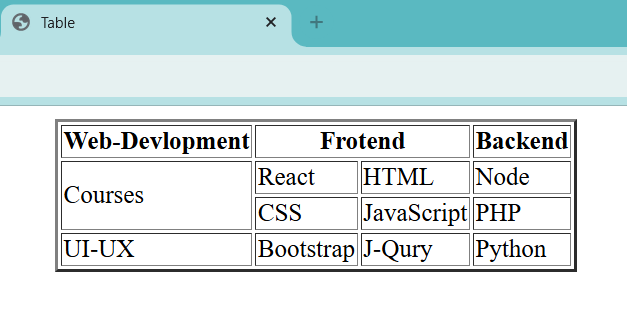 Table
Web-Devlopment Frotend Backend
React HTML Node
Courses
CSS JavaScript PHP
UI-UX Bootstrap J-Qury Python